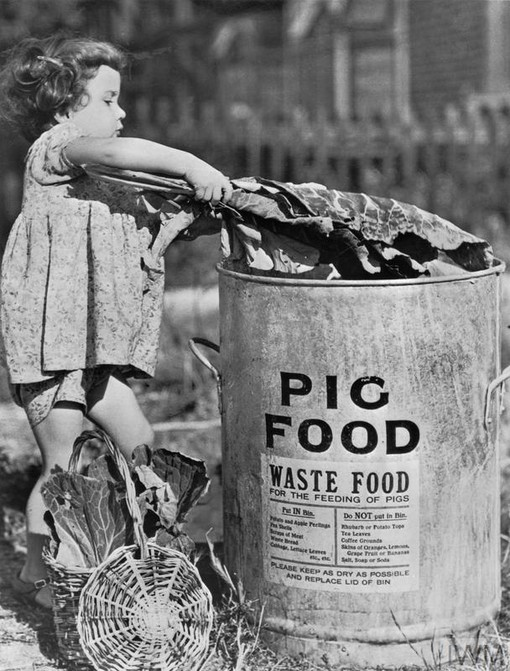 PIG
FOOD
WASTE FOOD
FOR THE FEEDING OF PIGS
Put IN Bin.
Potato and Apple Peelings
Pea Shells
Scraps of Meat
Waste Bread
Cabbage, Lettuce Leaves
etc., etc.
Do NOT put in Bin.
Rhubarb or Potato Tops
Tea Leaves
Coffee Grounds
Skins of Oranges, Lemons,
Grape Fruit or Bananas
Salt, Soap or Soda
PLEASE KEEP AS DRY AS POSSIBLE
AND REPLACE LID OF BIN
IWM